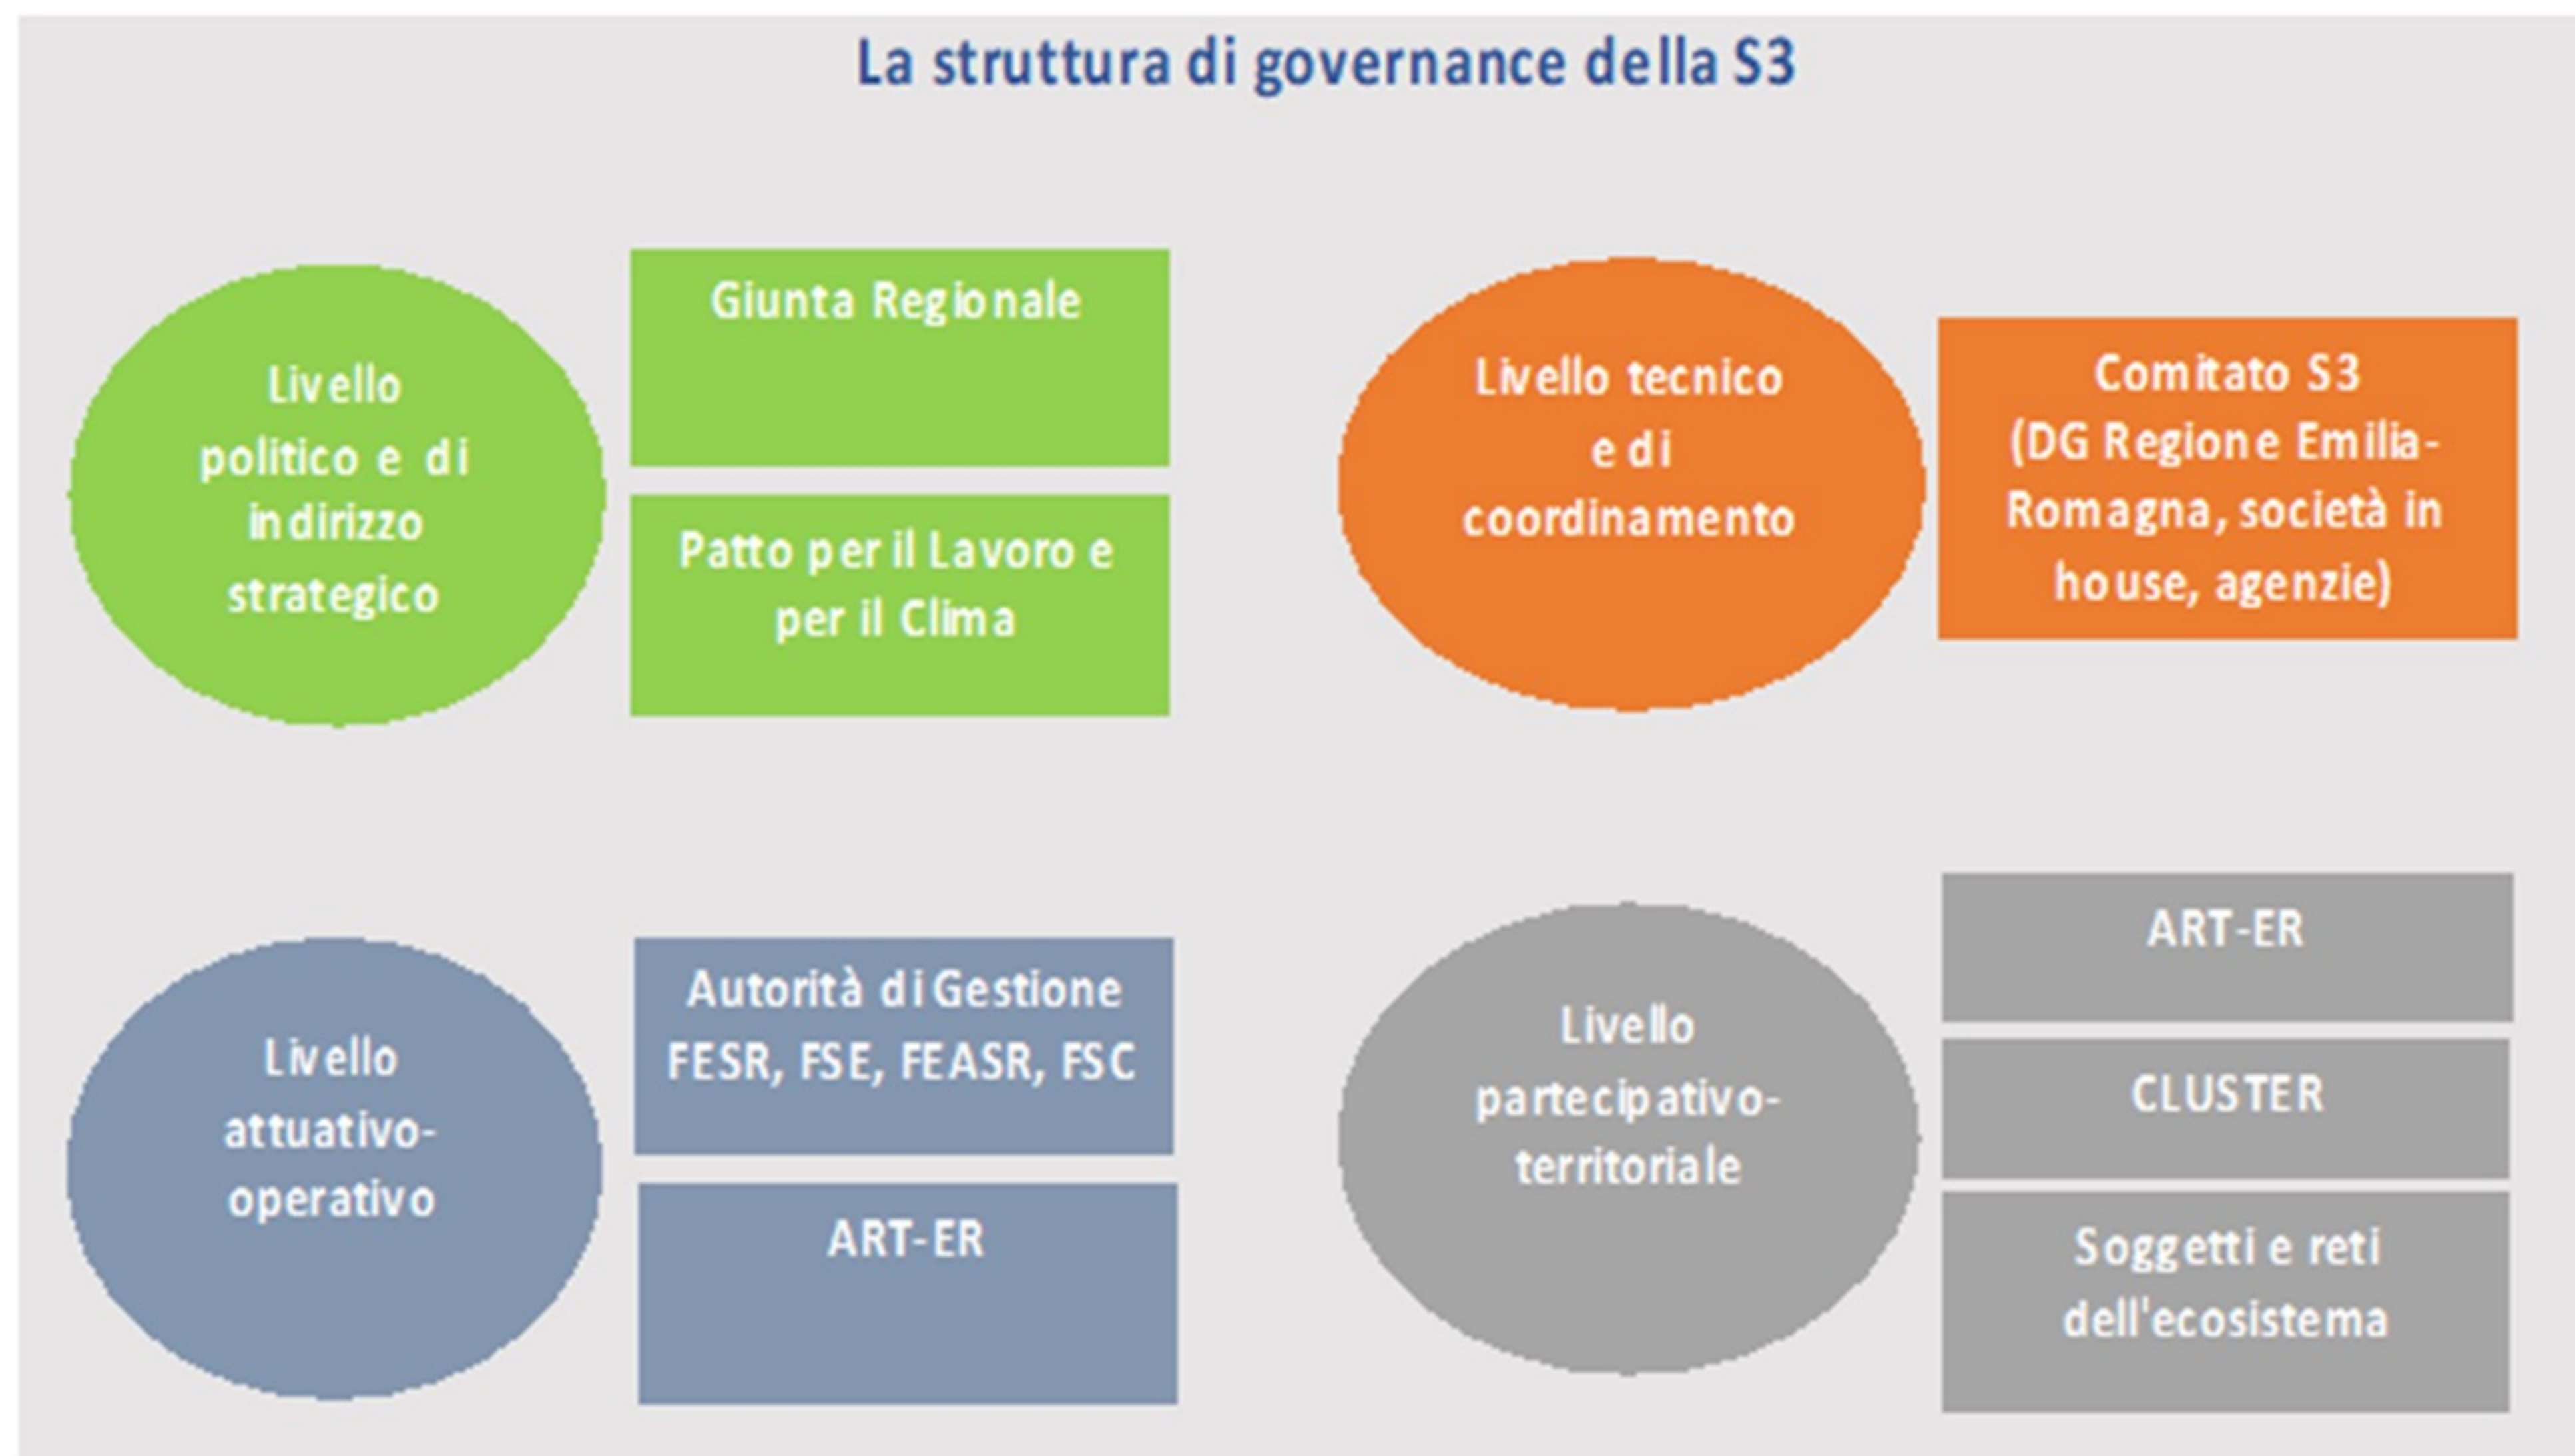 La struttura di governance della S3
Livello
politico e di
indirizzo
strategico
Giunta Regionale
Patto per il Lavoro e
per il Clima
Livello tecnico
e di
coordinamento
Comitato S3
(DG Regione Emilia-
Romagna, società in
house, agenzie)
Livello
attuativo-
operativo
Autorità di Gestione
FESR, FSE, FEASR, FSC
ART-ER
Livello
partecipativo-
territoriale
ART-ER
CLUSTER
Soggetti e reti
dell'ecosistema